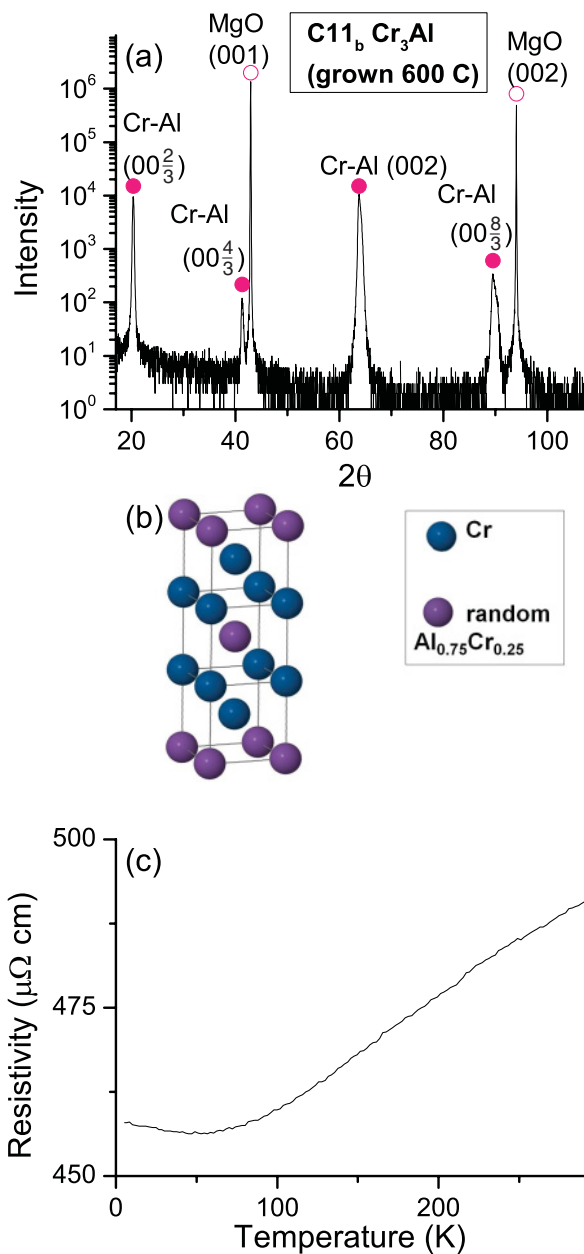 (a)
MgO
(001)
C11b Cr3Al
(grown 600 C)
MgO
(002)
Cr-Al
(00 2/3)
Cr-Al
(00 4/3)
Cr-Al (002)
Cr-Al
(00 8/3)
Intensity
10^6
10^5
10^4
10^3
10^2
10^1
10^0
20 40 60 80 100
2θ
(b)
Cr
random
Al0.75Cr0.25
(c)
Resistivity (μΩ cm)
500
475
450
0 100 200
Temperature (K)